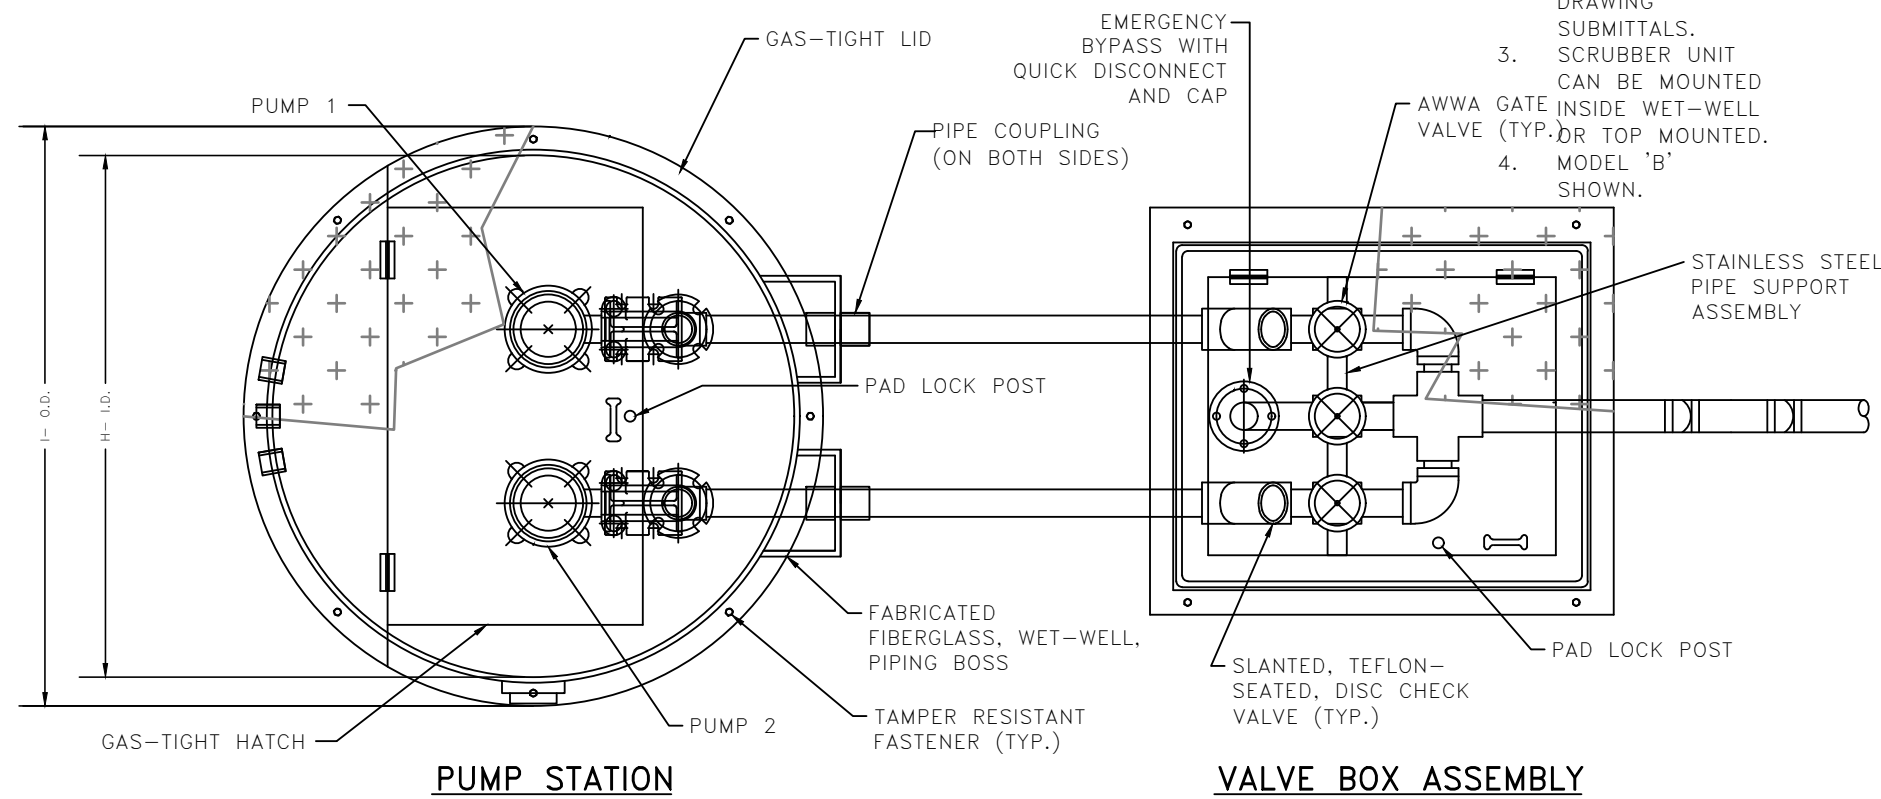 DRAWING
SUBMITTALS.
3. SCRUBBER UNIT
CAN BE MOUNTED
INSIDE WET-WELL
OR TOP MOUNTED.
4. MODEL 'B'
SHOWN.
EMERGENCY
BYPASS WITH
QUICK DISCONNECT
AND CAP
GAS-TIGHT LID
PUMP 1
PIPE COUPLING
(ON BOTH SIDES)
AWWA GATE
VALVE (TYP.)
STAINLESS STEEL
PIPE SUPPORT
ASSEMBLY
PAD LOCK POST
I- O.D.
H- I.D.
FABRICATED
FIBERGLASS, WET-WELL,
PIPING BOSS
PAD LOCK POST
SLANTED, TEFLON-
SEATED, DISC CHECK
VALVE (TYP.)
TAMPER RESISTANT
FASTENER (TYP.)
PUMP 2
GAS-TIGHT HATCH
PUMP STATION
VALVE BOX ASSEMBLY